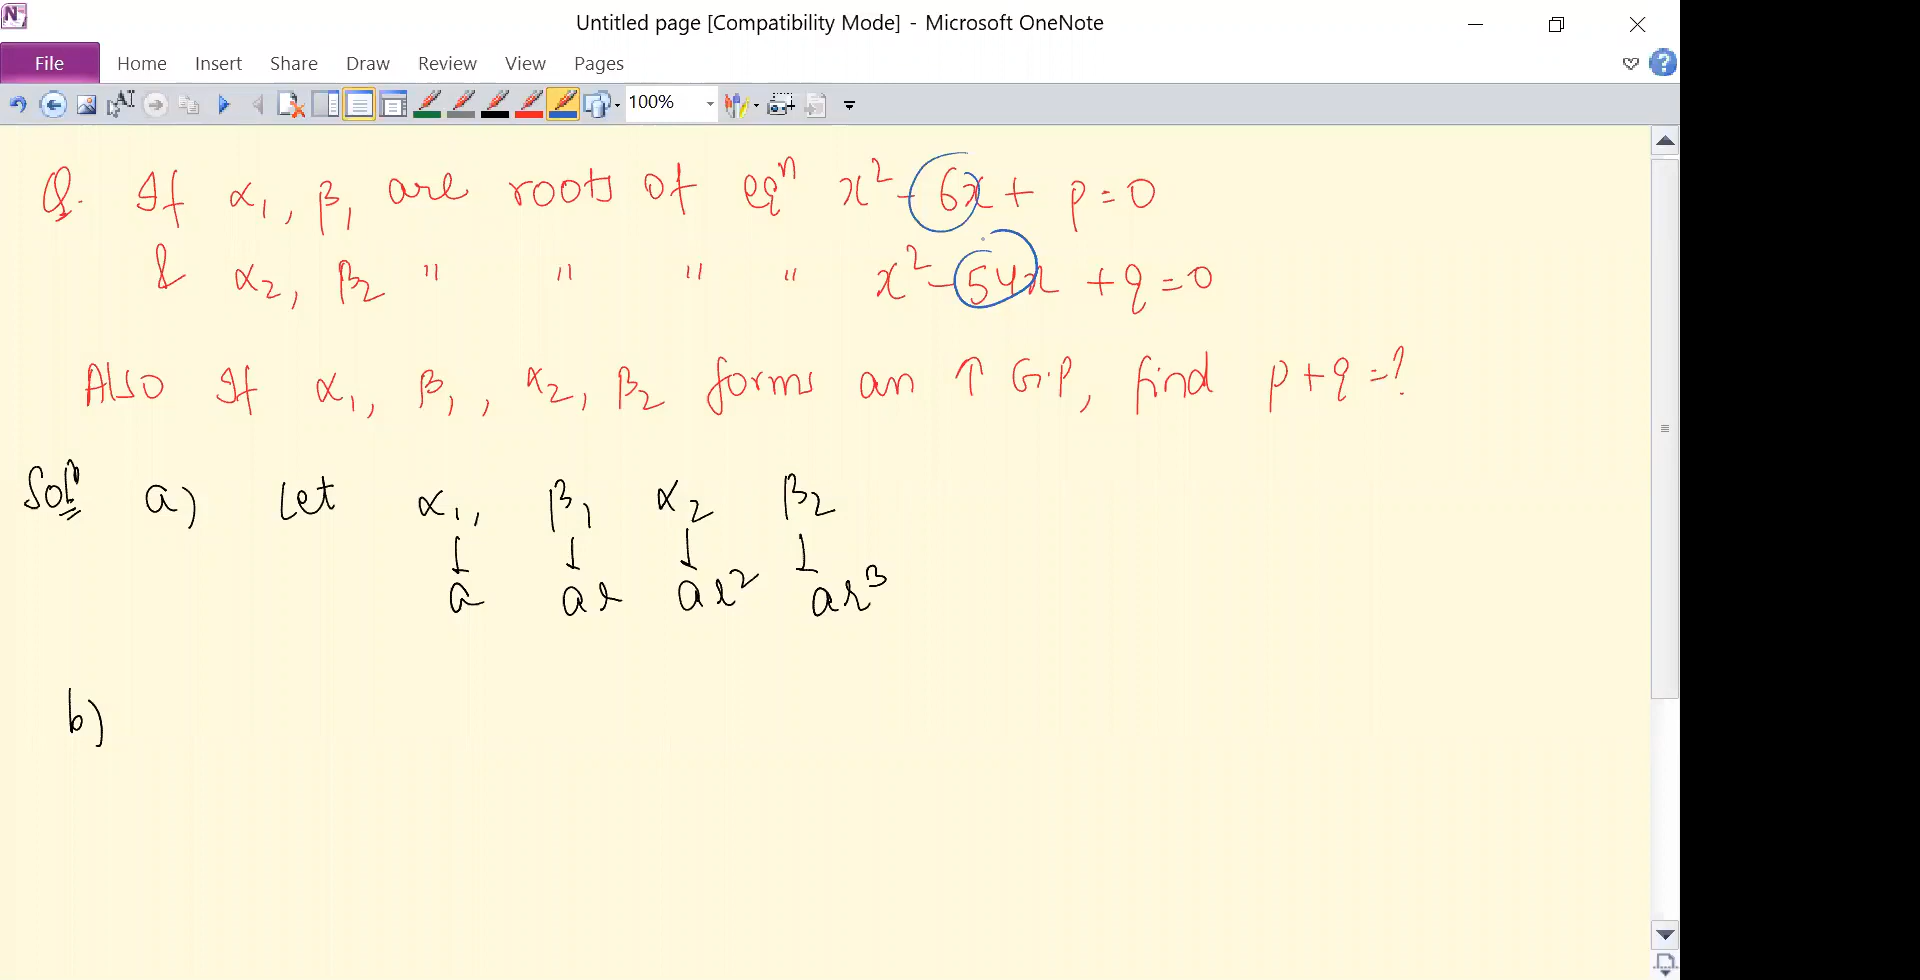 Untitled page [Compatibility Mode] - Microsoft OneNote
File Home Insert Share Draw Review View Pages
100%
Q. If α₁, β₁ are roots of eqⁿ x² - 6x + p = 0
& α₂, β₂ " " " " x² - 54x + q = 0
Also If α₁, β₁, α₂, β₂ forms an ↑ G.P, find p + q = ?
Solⁿ a) Let α₁, β₁ α₂ β₂
↓ ↓ ↓ ↓
a ar ar² ar³
b)